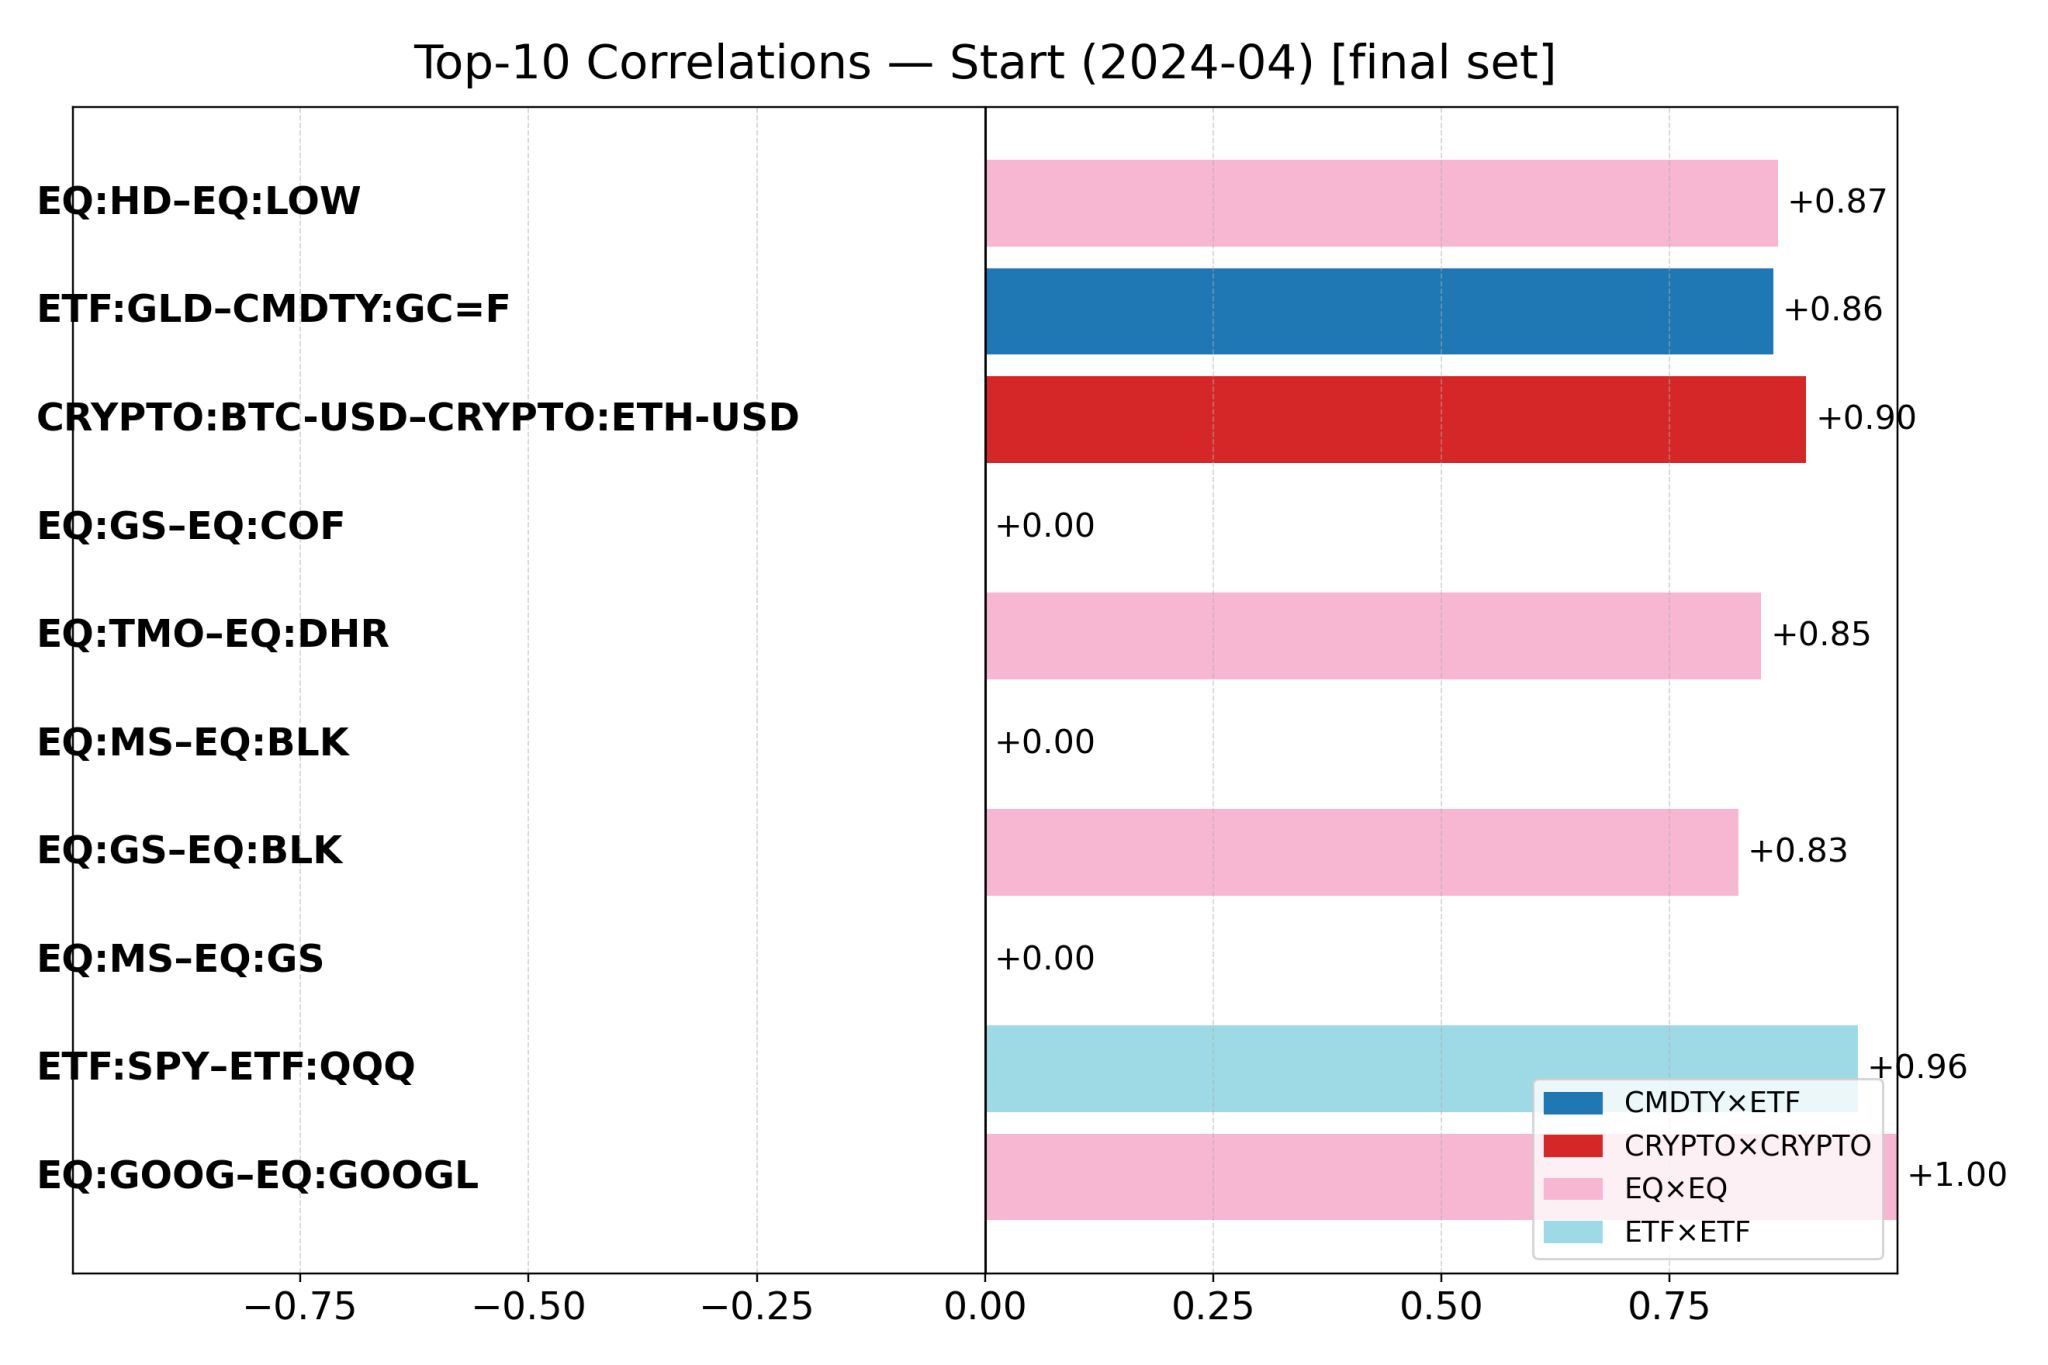 Top-10 Correlations — Start (2024-04) [final set]
EQ:HD–EQ:LOW +0.87
ETF:GLD–CMDTY:GC=F +0.86
CRYPTO:BTC-USD–CRYPTO:ETH-USD +0.90
EQ:GS–EQ:COF +0.00
EQ:TMO–EQ:DHR +0.85
EQ:MS–EQ:BLK +0.00
EQ:GS–EQ:BLK +0.83
EQ:MS–EQ:GS +0.00
ETF:SPY–ETF:QQQ +0.96
EQ:GOOG–EQ:GOOGL +1.00
CMDTY×ETF
CRYPTO×CRYPTO
EQ×EQ
ETF×ETF
−0.75 −0.50 −0.25 0.00 0.25 0.50 0.75